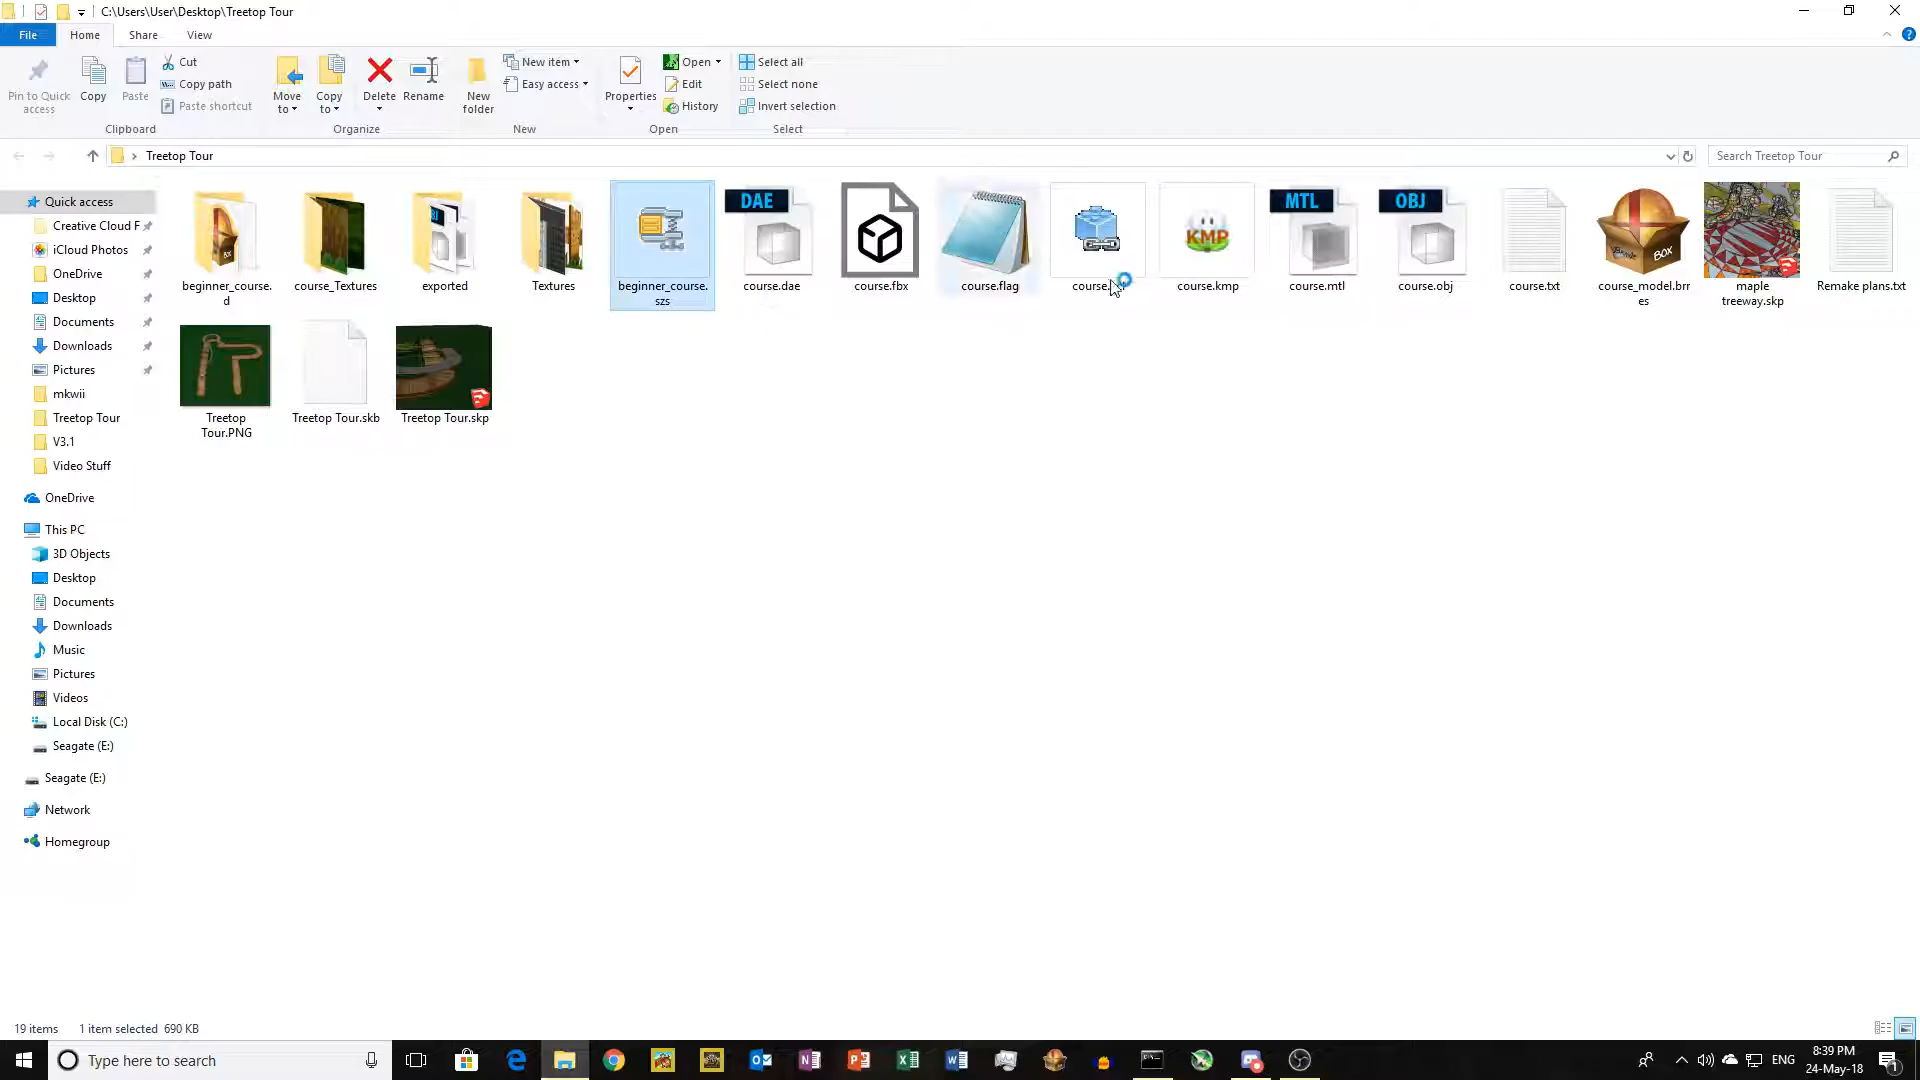 C:\Users\User\Desktop\Treetop Tour
File
Home
Share
View
Pin to Quick
access
Copy
Paste
Cut
Copy path
Paste shortcut
Clipboard
Move
to
Copy
to
Delete
Rename
Organize
New
folder
New item
Easy access
New
Properties
Open
Edit
History
Open
Select all
Select none
Invert selection
Select
Treetop Tour
Search Treetop Tour
Quick access
Creative Cloud F
iCloud Photos
OneDrive
Desktop
Documents
Downloads
Pictures
mkwii
Treetop Tour
V3.1
Video Stuff
OneDrive
This PC
3D Objects
Desktop
Documents
Downloads
Music
Pictures
Videos
Local Disk (C:)
Seagate (E:)
Seagate (E:)
Network
Homegroup
BOX
DAE
KMP
MTL
OBJ
BOX
beginner_course.
d
course_Textures
exported
Textures
beginner_course.
szs
course.dae
course.fbx
course.flag
course.
course.kmp
course.mtl
course.obj
course.txt
course_model.brr
es
maple
treeway.skp
Remake plans.txt
Treetop
Tour.PNG
Treetop Tour.skb
Treetop Tour.skp
19 items
1 item selected 690 KB
Type here to search
ENG
8:39 PM
24-May-18
1